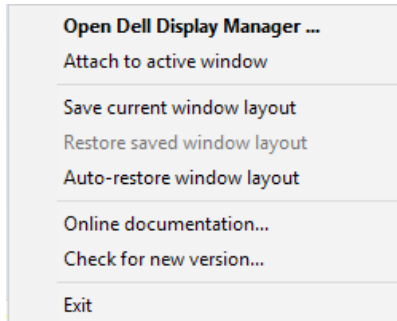 Open Dell Display Manager ...
Attach to active window
Save current window layout
Restore saved window layout
Auto-restore window layout
Online documentation...
Check for new version...
Exit